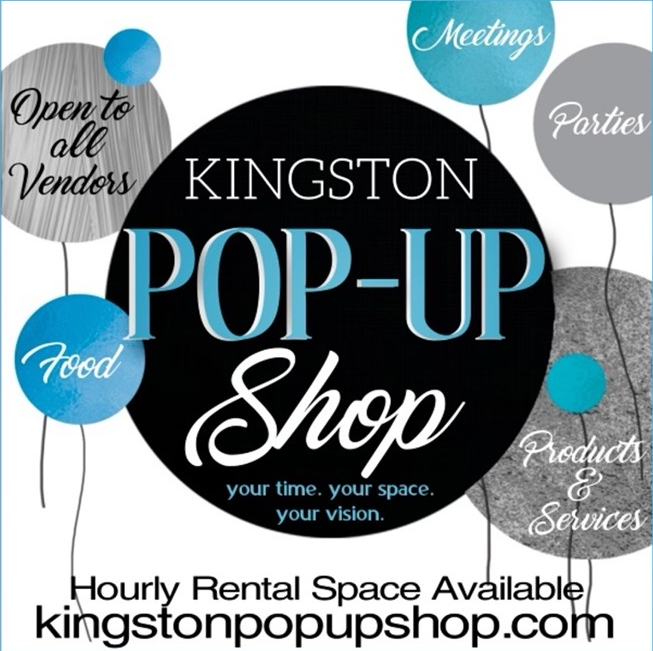 Meetings
Parties
Open to
all
Vendors
KINGSTON
POP-UP
Shop
Food
your time. your space.
your vision.
Products
&
Services
Hourly Rental Space Available
kingstonpopupshop.com